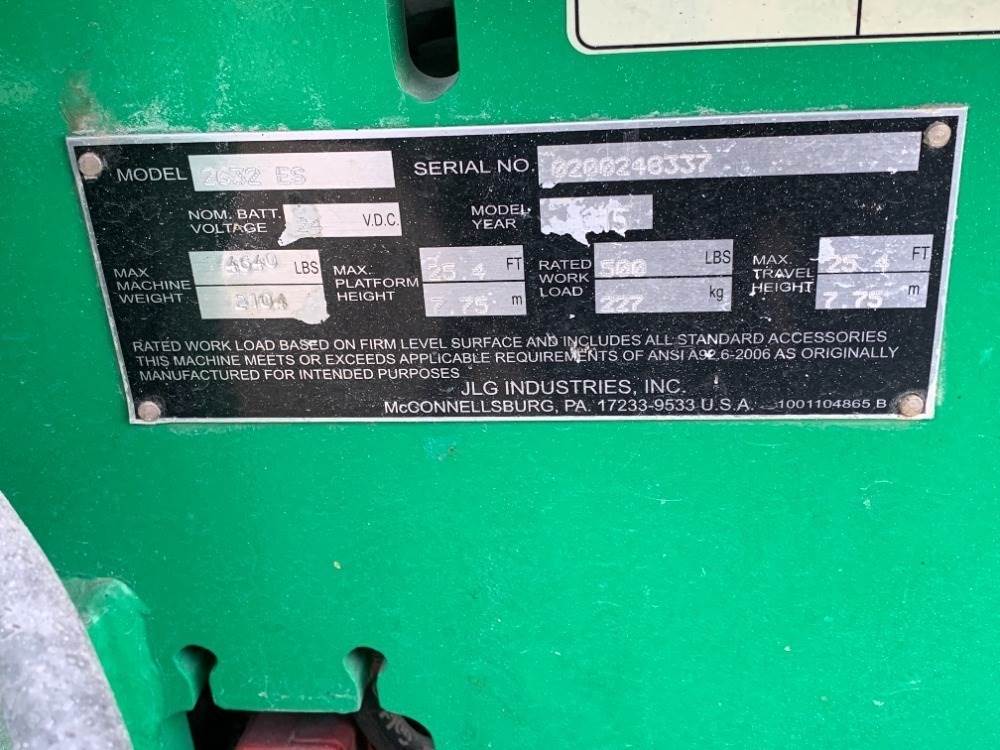 MODEL 2632 ES SERIAL NO. 0200248337
NOM. BATT. VOLTAGE V.D.C. MODEL YEAR
MAX MACHINE WEIGHT LBS MAX. PLATFORM HEIGHT 25.4 FT 7.75 m RATED WORK LOAD 500 LBS 227 kg MAX. TRAVEL HEIGHT 25.4 FT 7.75 m
RATED WORK LOAD BASED ON FIRM LEVEL SURFACE AND INCLUDES ALL STANDARD ACCESSORIES
THIS MACHINE MEETS OR EXCEEDS APPLICABLE REQUIREMENTS OF ANSI A92.6-2006 AS ORIGINALLY
MANUFACTURED FOR INTENDED PURPOSES
JLG INDUSTRIES, INC.
McCONNELLSBURG, PA. 17233-9533 U.S.A. 1001104865 B